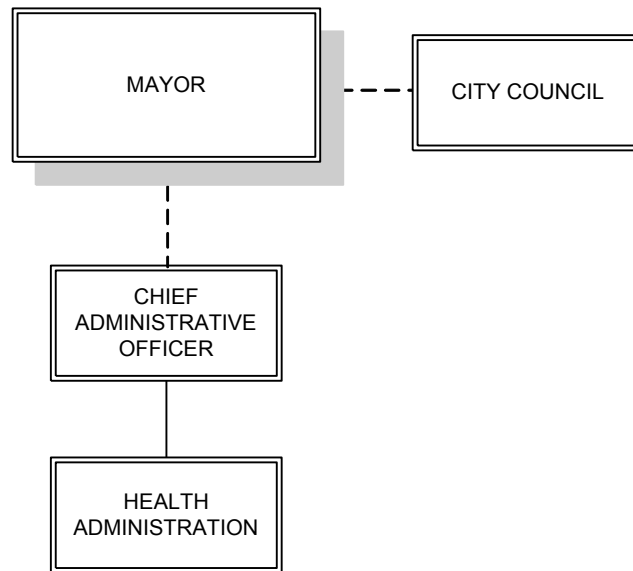 MAYOR
CITY COUNCIL
CHIEF
ADMINISTRATIVE
OFFICER
HEALTH
ADMINISTRATION